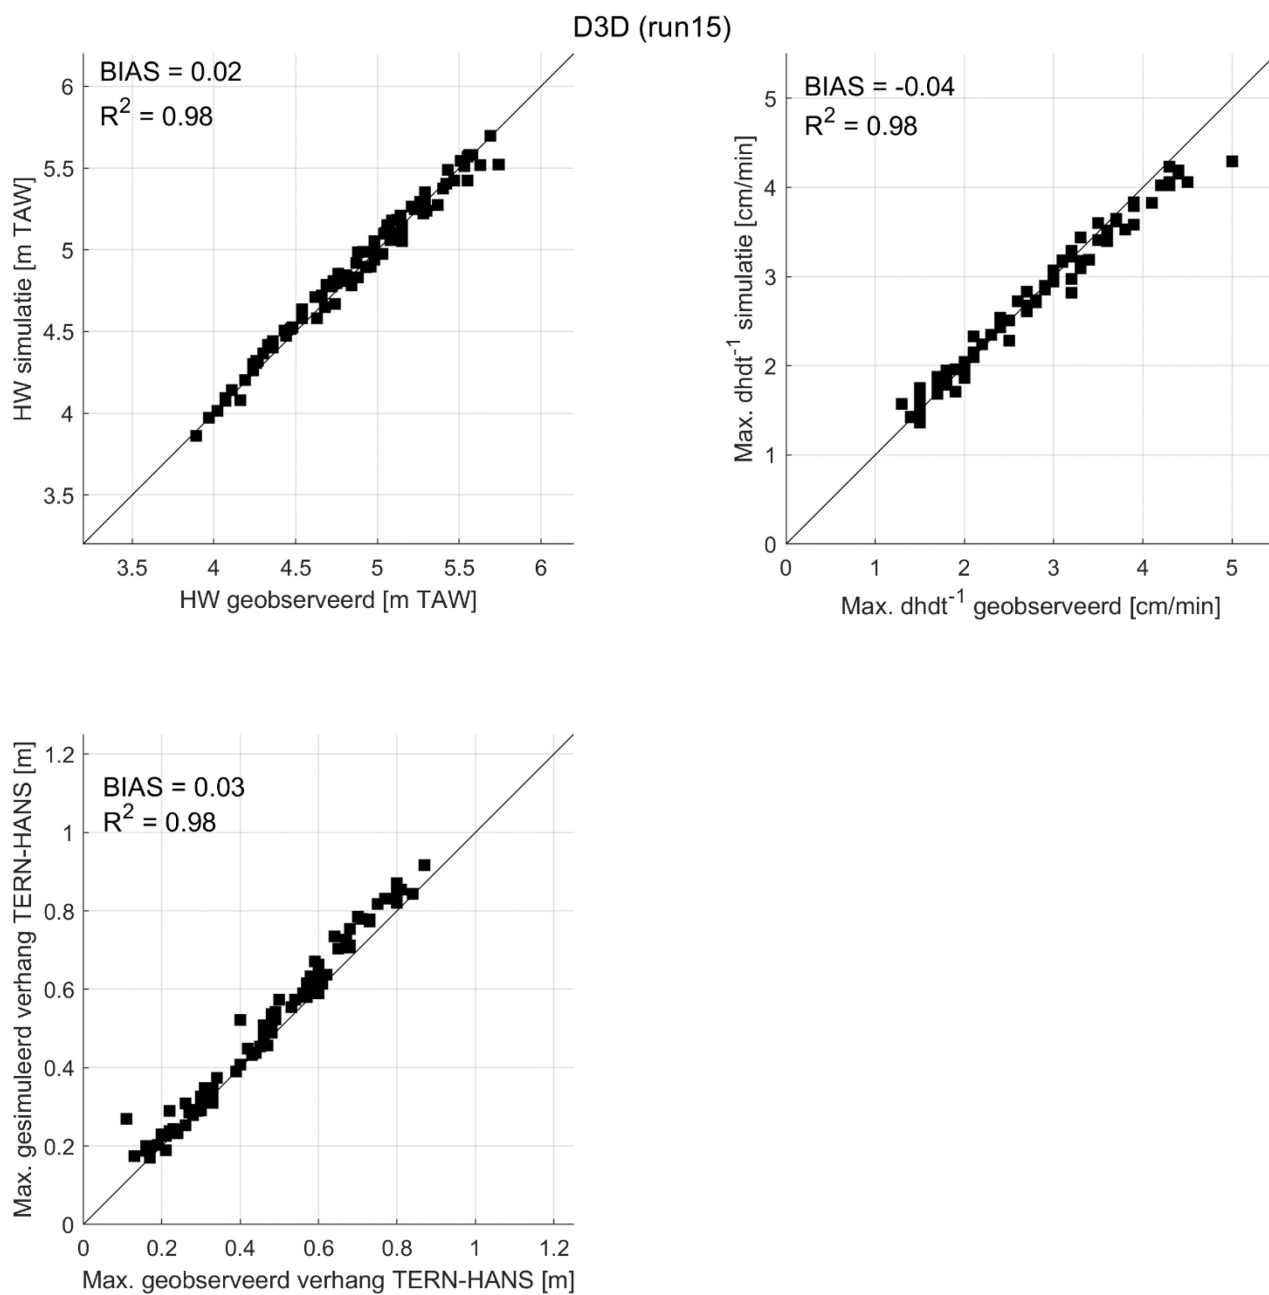 D3D (run15)
BIAS = 0.02
R² = 0.98
6
5.5
5
4.5
4
3.5
3.5 4 4.5 5 5.5 6
HW simulatie [m TAW]
HW geobserveerd [m TAW]
BIAS = -0.04
R² = 0.98
5
4
3
2
1
0
0 1 2 3 4 5
Max. dhdt⁻¹ simulatie [cm/min]
Max. dhdt⁻¹ geobserveerd [cm/min]
BIAS = 0.03
R² = 0.98
1.2
1
0.8
0.6
0.4
0.2
0
0 0.2 0.4 0.6 0.8 1 1.2
Max. gesimuleerd verhang TERN-HANS [m]
Max. geobserveerd verhang TERN-HANS [m]